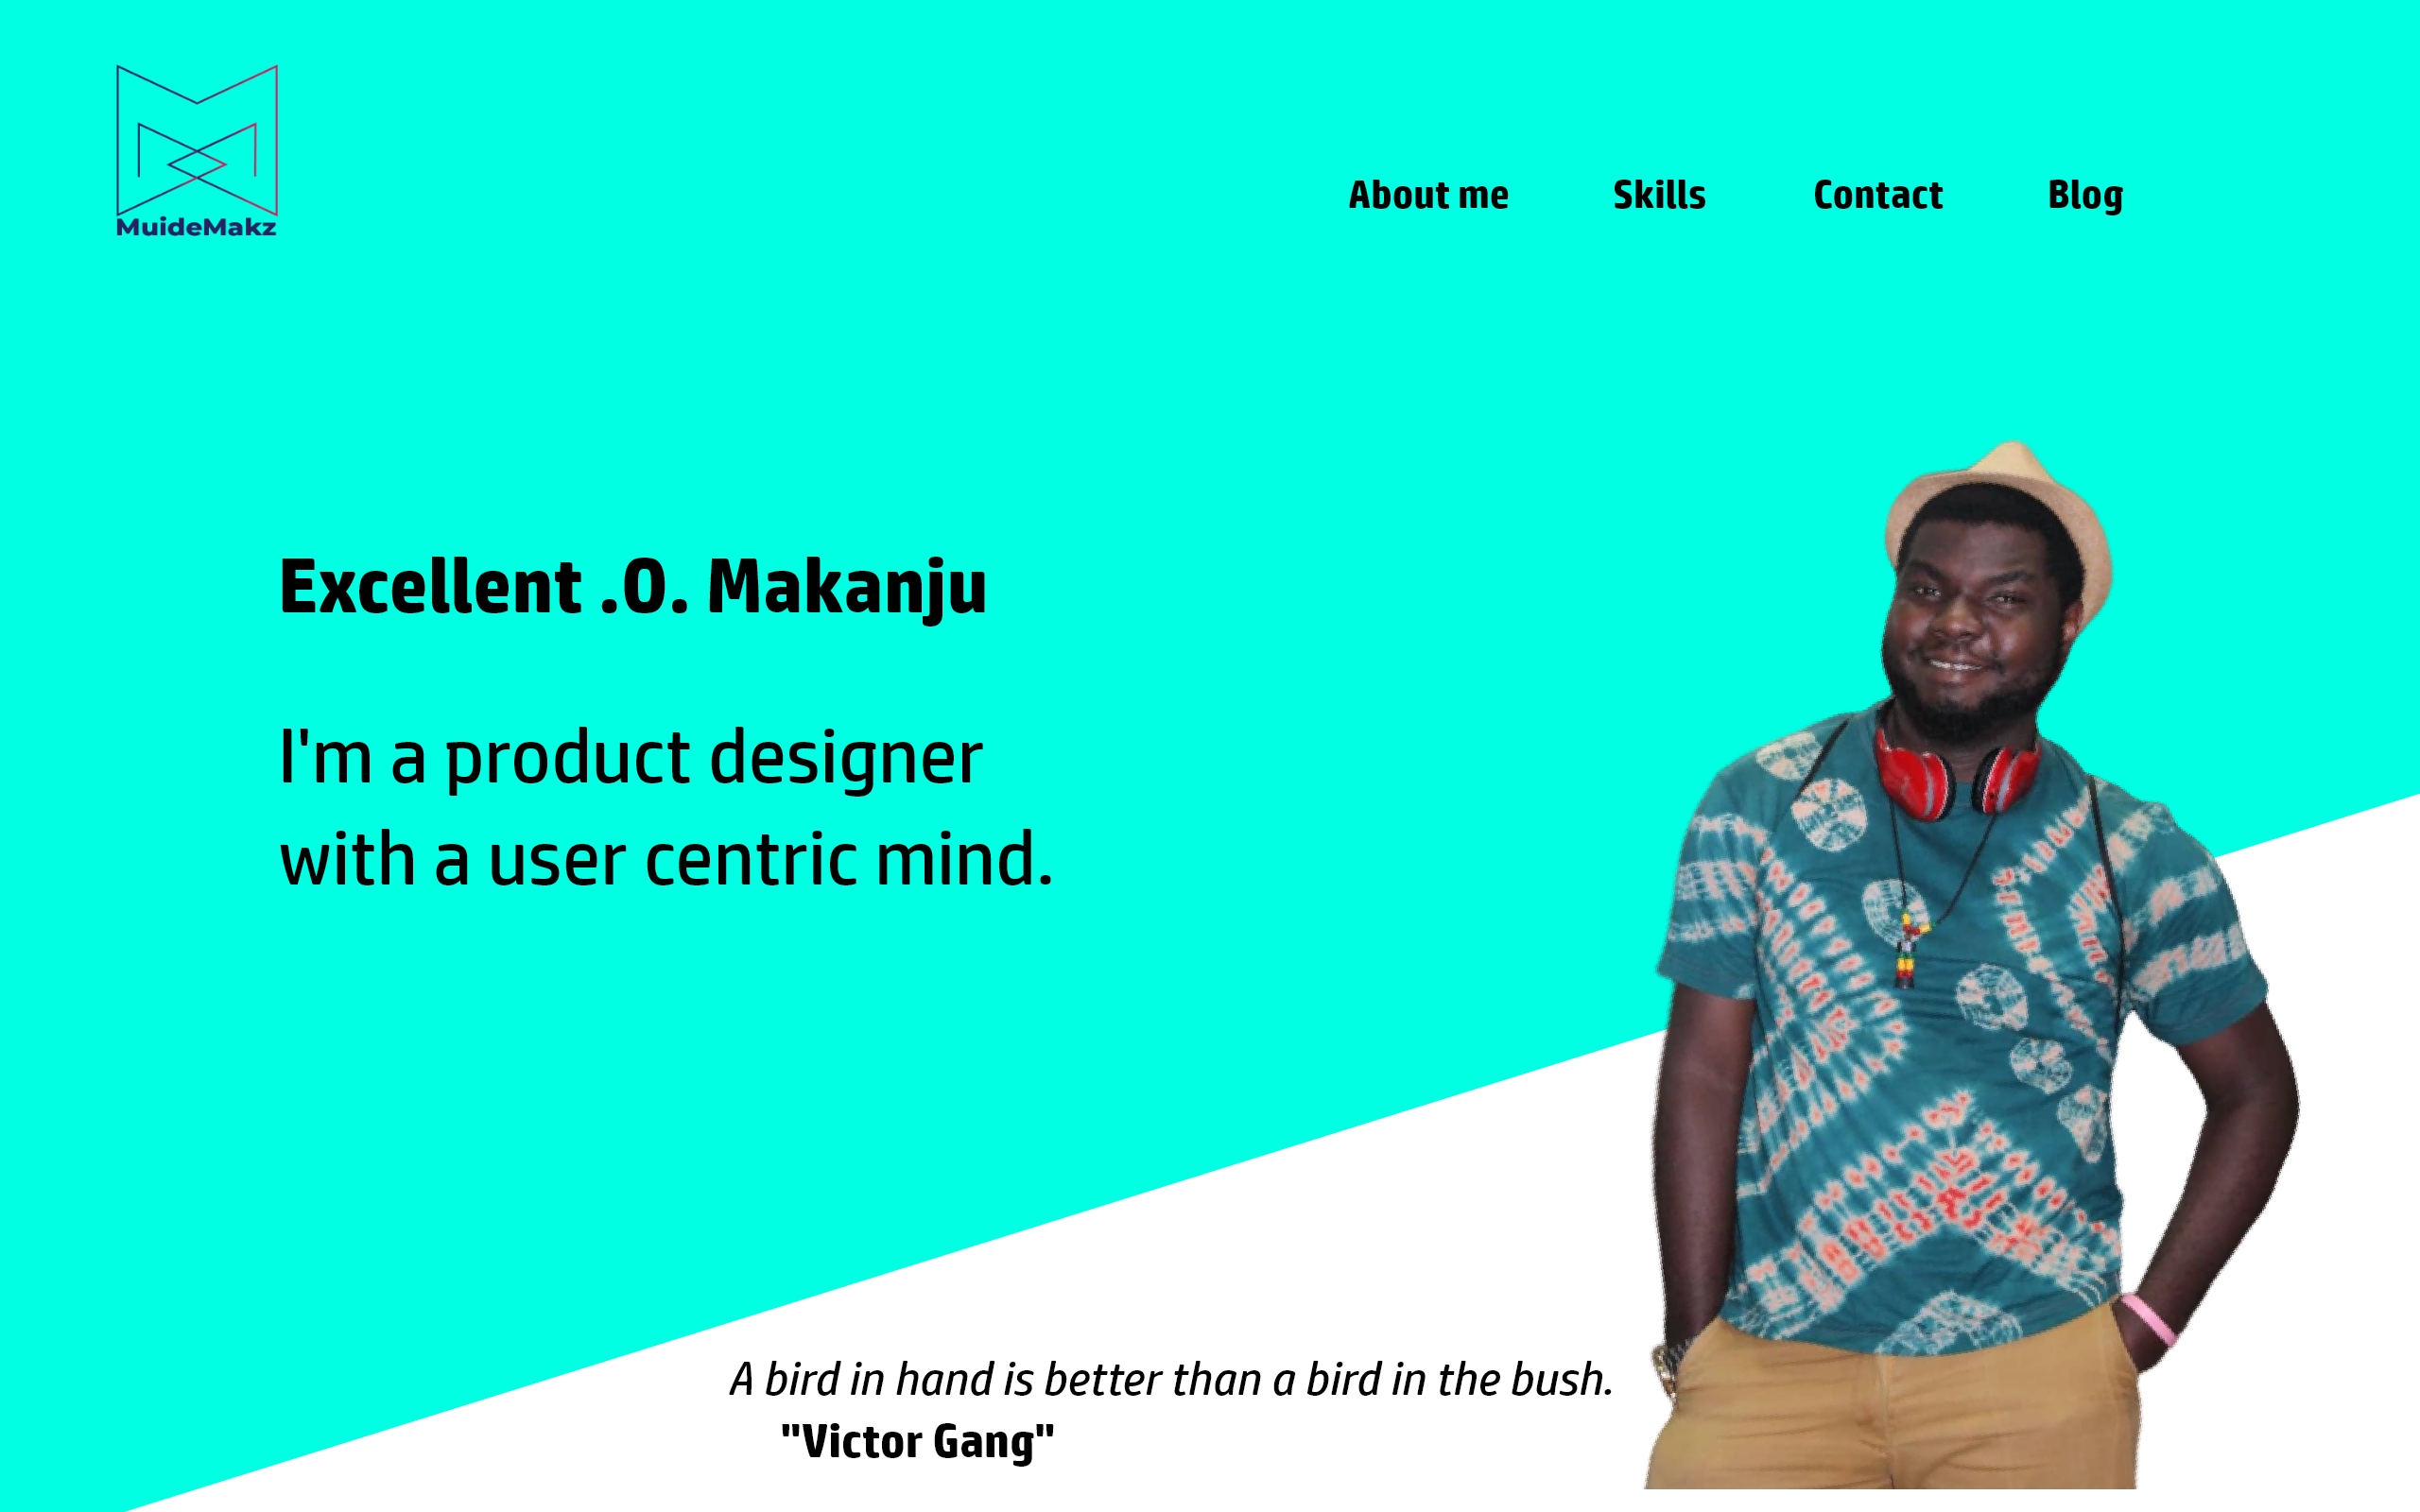 MuideMakz
About me Skills Contact Blog
Excellent .O. Makanju
I'm a product designer
with a user centric mind.
A bird in hand is better than a bird in the bush.
"Victor Gang"